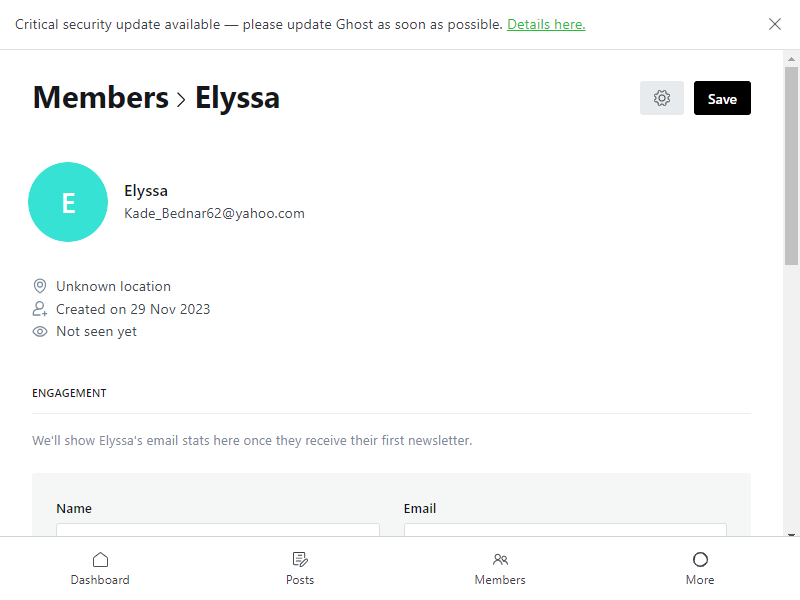 Critical security update available — please update Ghost as soon as possible. Details here.
Members > Elyssa
Save
E
Elyssa
Kade_Bednar62@yahoo.com
Unknown location
Created on 29 Nov 2023
Not seen yet
ENGAGEMENT
We'll show Elyssa's email stats here once they receive their first newsletter.
Name
Email
Dashboard
Posts
Members
More